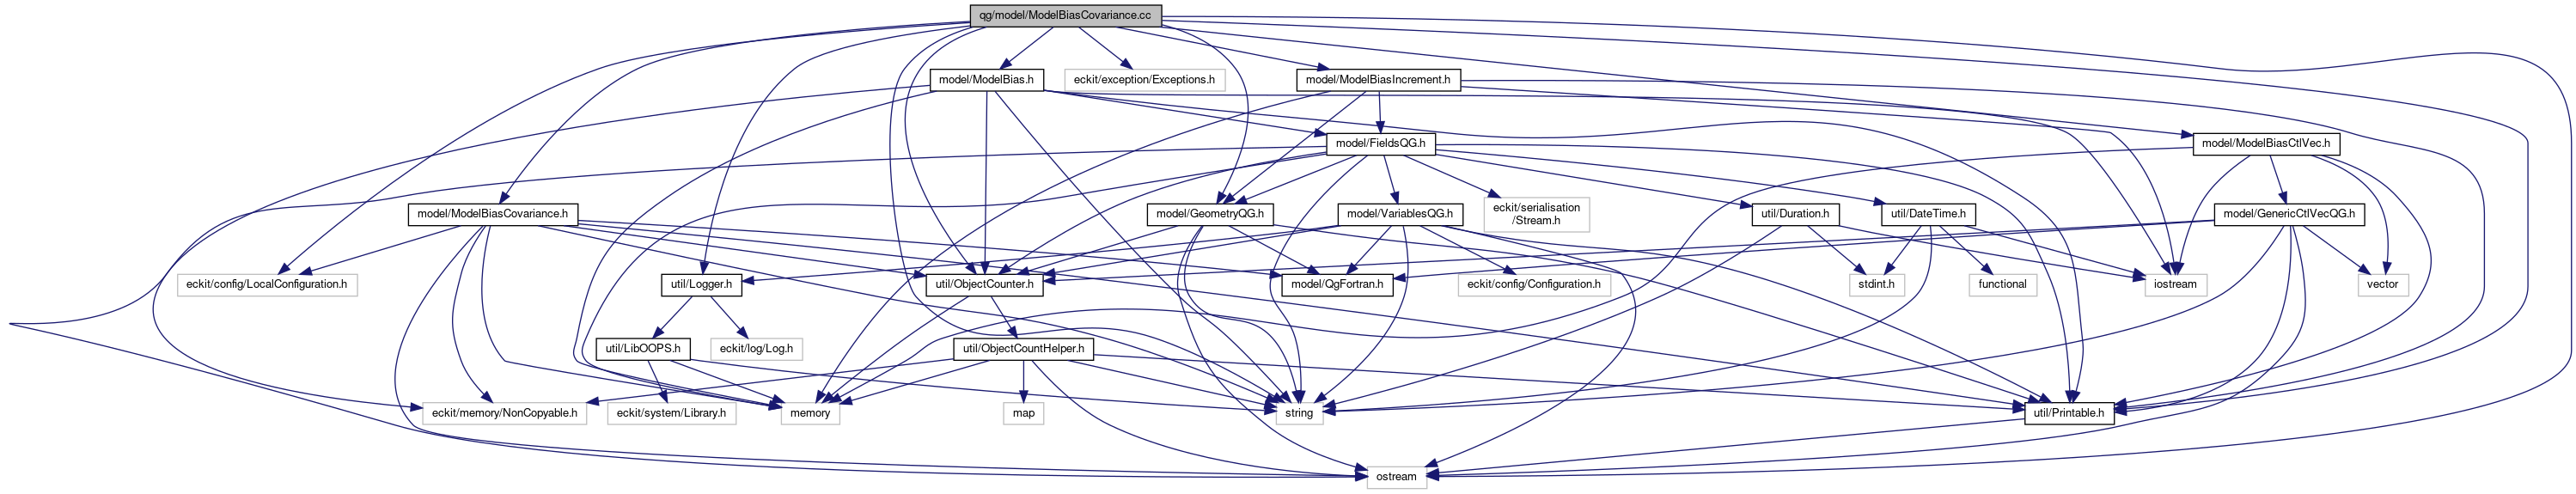 qg/model/ModelBiasCovariance.cc
model/ModelBias.h
eckit/exception/Exceptions.h
model/ModelBiasIncrement.h
model/FieldsQG.h
model/ModelBiasCtlVec.h
model/ModelBiasCovariance.h
model/GeometryQG.h
model/VariablesQG.h
eckit/serialisation
/Stream.h
util/Duration.h
util/DateTime.h
model/GenericCtlVecQG.h
eckit/config/LocalConfiguration.h
util/Logger.h
util/ObjectCounter.h
model/QgFortran.h
eckit/config/Configuration.h
stdint.h
functional
iostream
vector
util/LibOOPS.h
eckit/log/Log.h
util/ObjectCountHelper.h
eckit/memory/NonCopyable.h
eckit/system/Library.h
memory
map
string
util/Printable.h
ostream